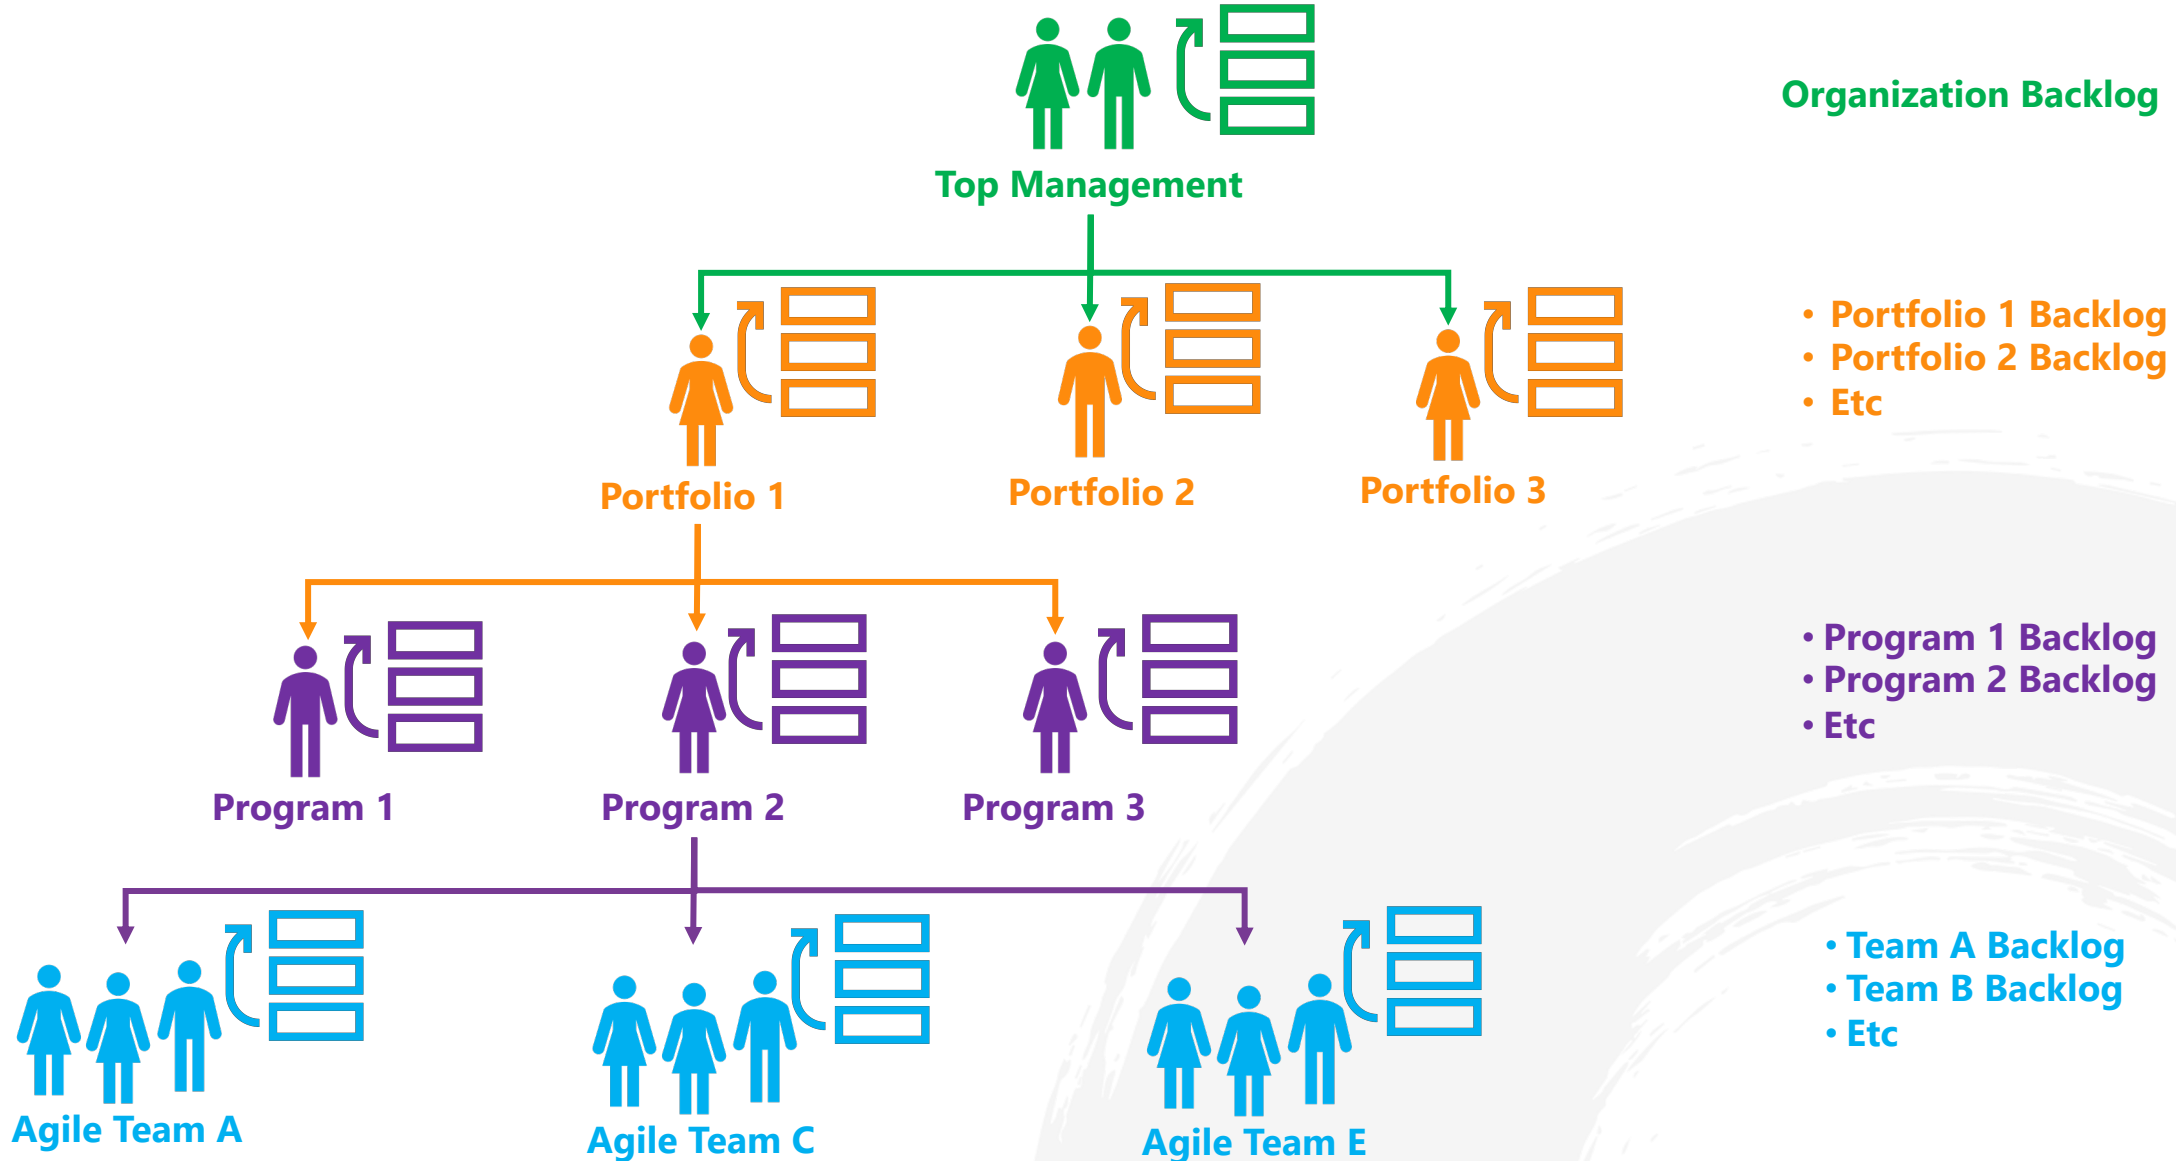 Organization Backlog
Top Management
• Portfolio 1 Backlog
• Portfolio 2 Backlog
• Etc
Portfolio 1
Portfolio 2
Portfolio 3
• Program 1 Backlog
• Program 2 Backlog
• Etc
Program 1
Program 2
Program 3
• Team A Backlog
• Team B Backlog
• Etc
Agile Team A
Agile Team C
Agile Team E